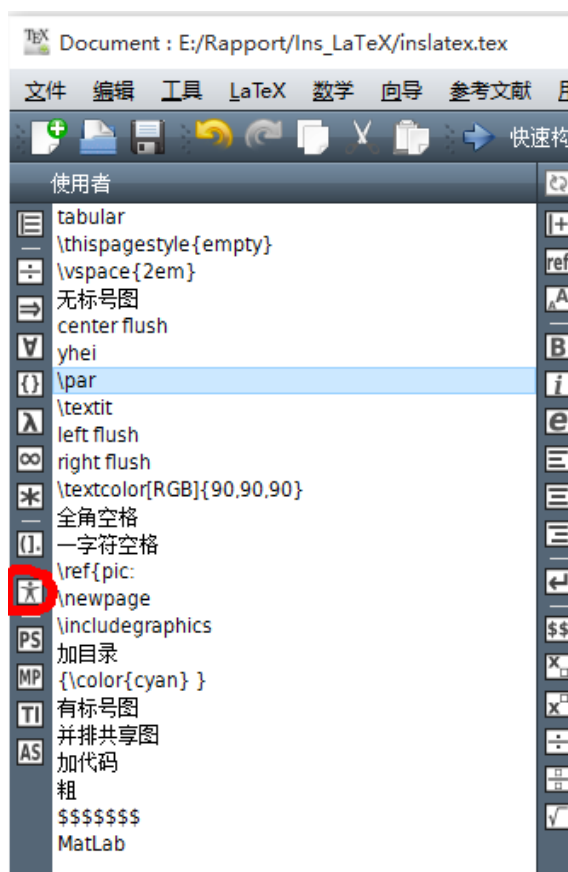 TEX Document : E:/Rapport/Ins_LaTeX/inslatex.tex
文件 编辑 工具 LaTeX 数学 向导 参考文献
快速构
使用者
tabular
\thispagestyle{empty}
\vspace{2em}
无标号图
center flush
yhei
\par
\textit
left flush
right flush
\textcolor[RGB]{90,90,90}
全角空格
一字符空格
\ref{pic:
\newpage
\includegraphics
加目录
{\color{cyan} }
有标号图
并排共享图
加代码
粗
$$$$$$$
MatLab
PS
MP
TI
AS
ref
B
i
e
$$